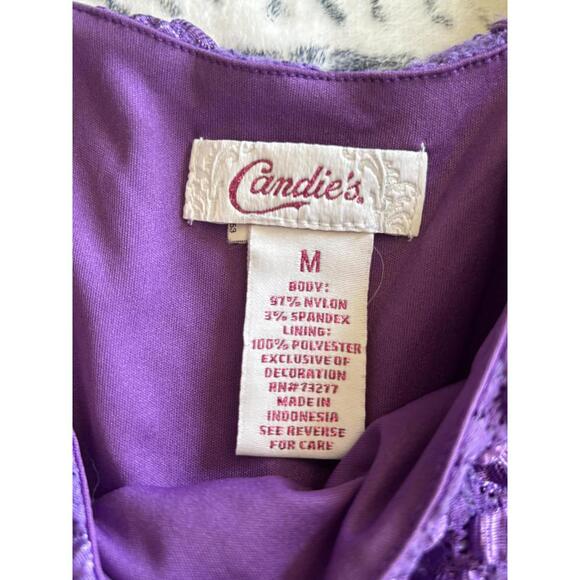 Candie's
M
BODY:
97% NYLON
3% SPANDEX
LINING:
100% POLYESTER
EXCLUSIVE OF
DECORATION
RN#73277
MADE IN
INDONESIA
SEE REVERSE
FOR CARE